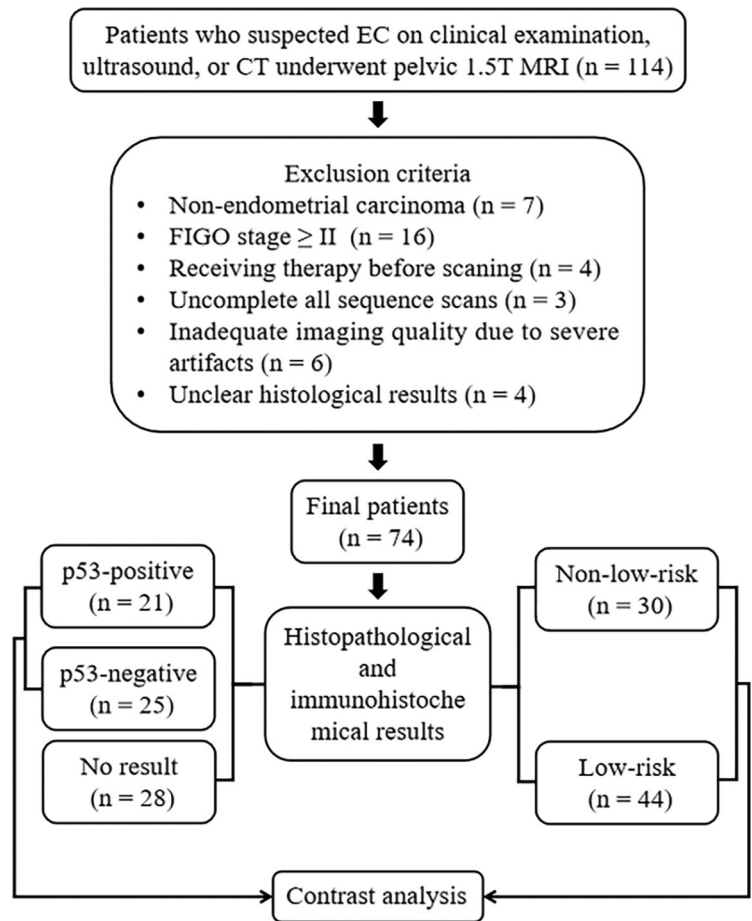 Patients who suspected EC on clinical examination,
ultrasound, or CT underwent pelvic 1.5T MRI (n = 114)
Exclusion criteria
• Non-endometrial carcinoma (n = 7)
• FIGO stage ≥ II (n = 16)
• Receiving therapy before scaning (n = 4)
• Uncomplete all sequence scans (n = 3)
• Inadequate imaging quality due to severe
artifacts (n = 6)
• Unclear histological results (n = 4)
Final patients
(n = 74)
p53-positive
(n = 21)
p53-negative
(n = 25)
No result
(n = 28)
Histopathological
and
immunohistoche
mical results
Non-low-risk
(n = 30)
Low-risk
(n = 44)
Contrast analysis